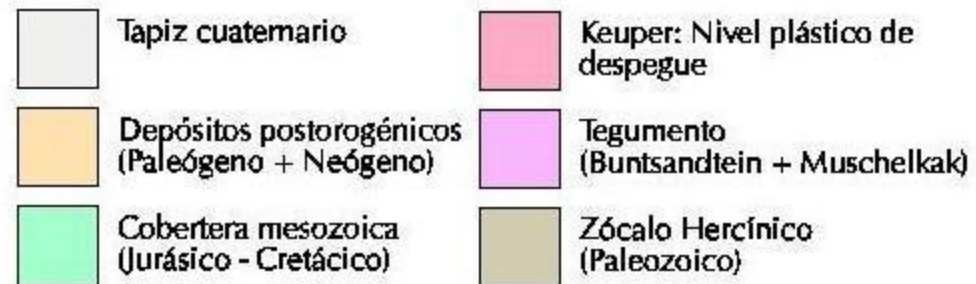 Tapiz cuaternario
Depósitos postorogénicos
(Paleógeno + Neógeno)
Cobertera mesozoica
(Jurásico - Cretácico)
Keuper: Nivel plástico de
despegue
Tegumento
(Buntsandtein + Muschelkak)
Zócalo Hercínico
(Paleozoico)